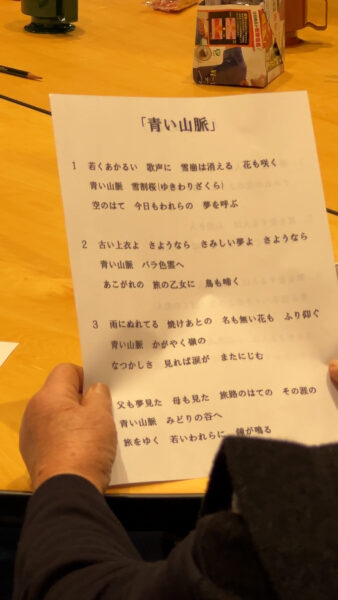 「青い山脈」
1 若くあかるい 歌声に 雪崩は消える 花も咲く
青い山脈 雪割桜(ゆきわりざくら)
空のはて 今日もわれらの 夢を呼ぶ
2 古い上衣よ さようなら さみしい夢よ さようなら
青い山脈 バラ色雲へ
あこがれの 旅の乙女に 鳥も啼く
3 雨にぬれてる 焼けあとの 名も無い花も ふり仰ぐ
青い山脈 かがやく嶺の
なつかしさ 見れば涙が またにじむ
父も夢見た 母も見た 旅路のはての その涯の
青い山脈 みどりの谷へ
旅をゆく 若いわれらに 鐘が鳴る